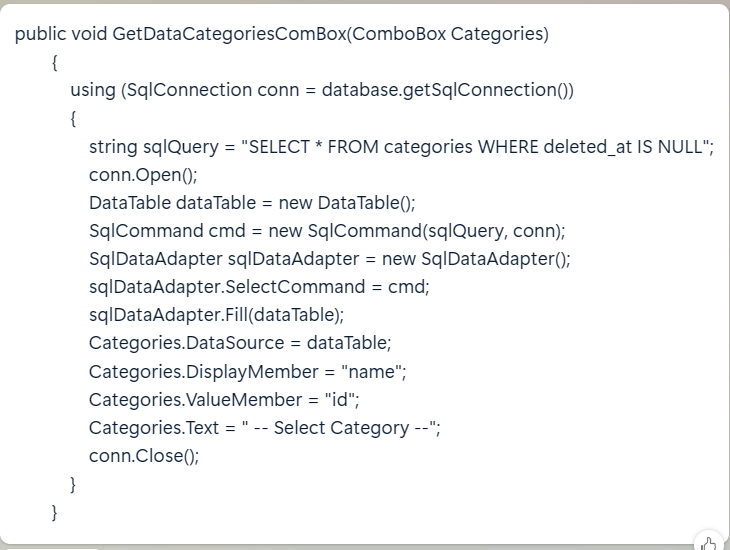 public void GetDataCategoriesComBox(ComboBox Categories)
{
using (SqlConnection conn = database.getSqlConnection())
{
string sqlQuery = "SELECT * FROM categories WHERE deleted_at IS NULL";
conn.Open();
DataTable dataTable = new DataTable();
SqlCommand cmd = new SqlCommand(sqlQuery, conn);
SqlDataAdapter sqlDataAdapter = new SqlDataAdapter();
sqlDataAdapter.SelectCommand = cmd;
sqlDataAdapter.Fill(dataTable);
Categories.DataSource = dataTable;
Categories.DisplayMember = "name";
Categories.ValueMember = "id";
Categories.Text = " -- Select Category --";
conn.Close();
}
}